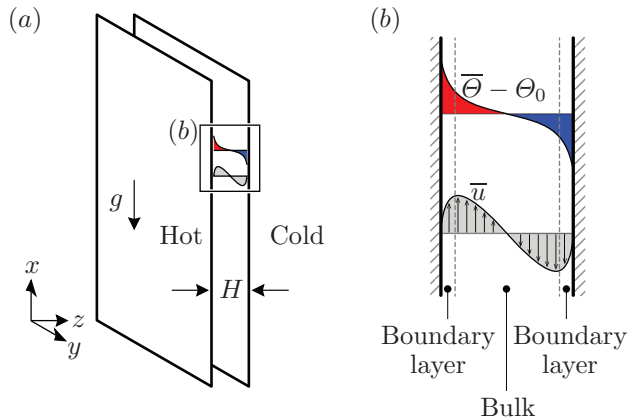 (a)
(b)
g
Hot
Cold
H
x
z
y
(b)
Θ̅ − Θ₀
u̅
Boundary
layer
Boundary
layer
Bulk